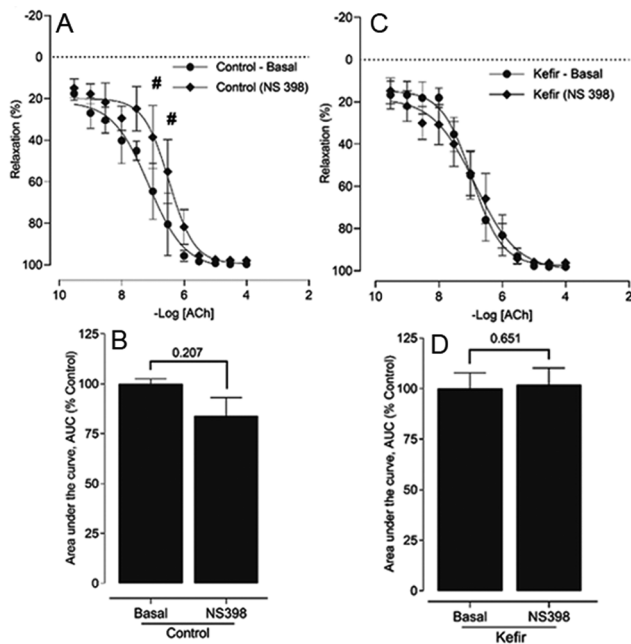 A
0
20
40
60
80
100
Relaxation (%)
Control - Basal
Control (NS 398)
#
#
10
8
6
4
2
-Log [ACh]
C
0
20
40
60
80
100
Relaxation (%)
Kefir - Basal
Kefir (NS 398)
10
8
6
4
2
-Log [ACh]
B
125
100
75
50
25
0
Area under the curve, AUC (% Control)
0.207
Basal
NS398
Control
D
125
100
75
50
25
0
Area under the curve, AUC (% Control)
0.651
Basal
NS398
Kefir